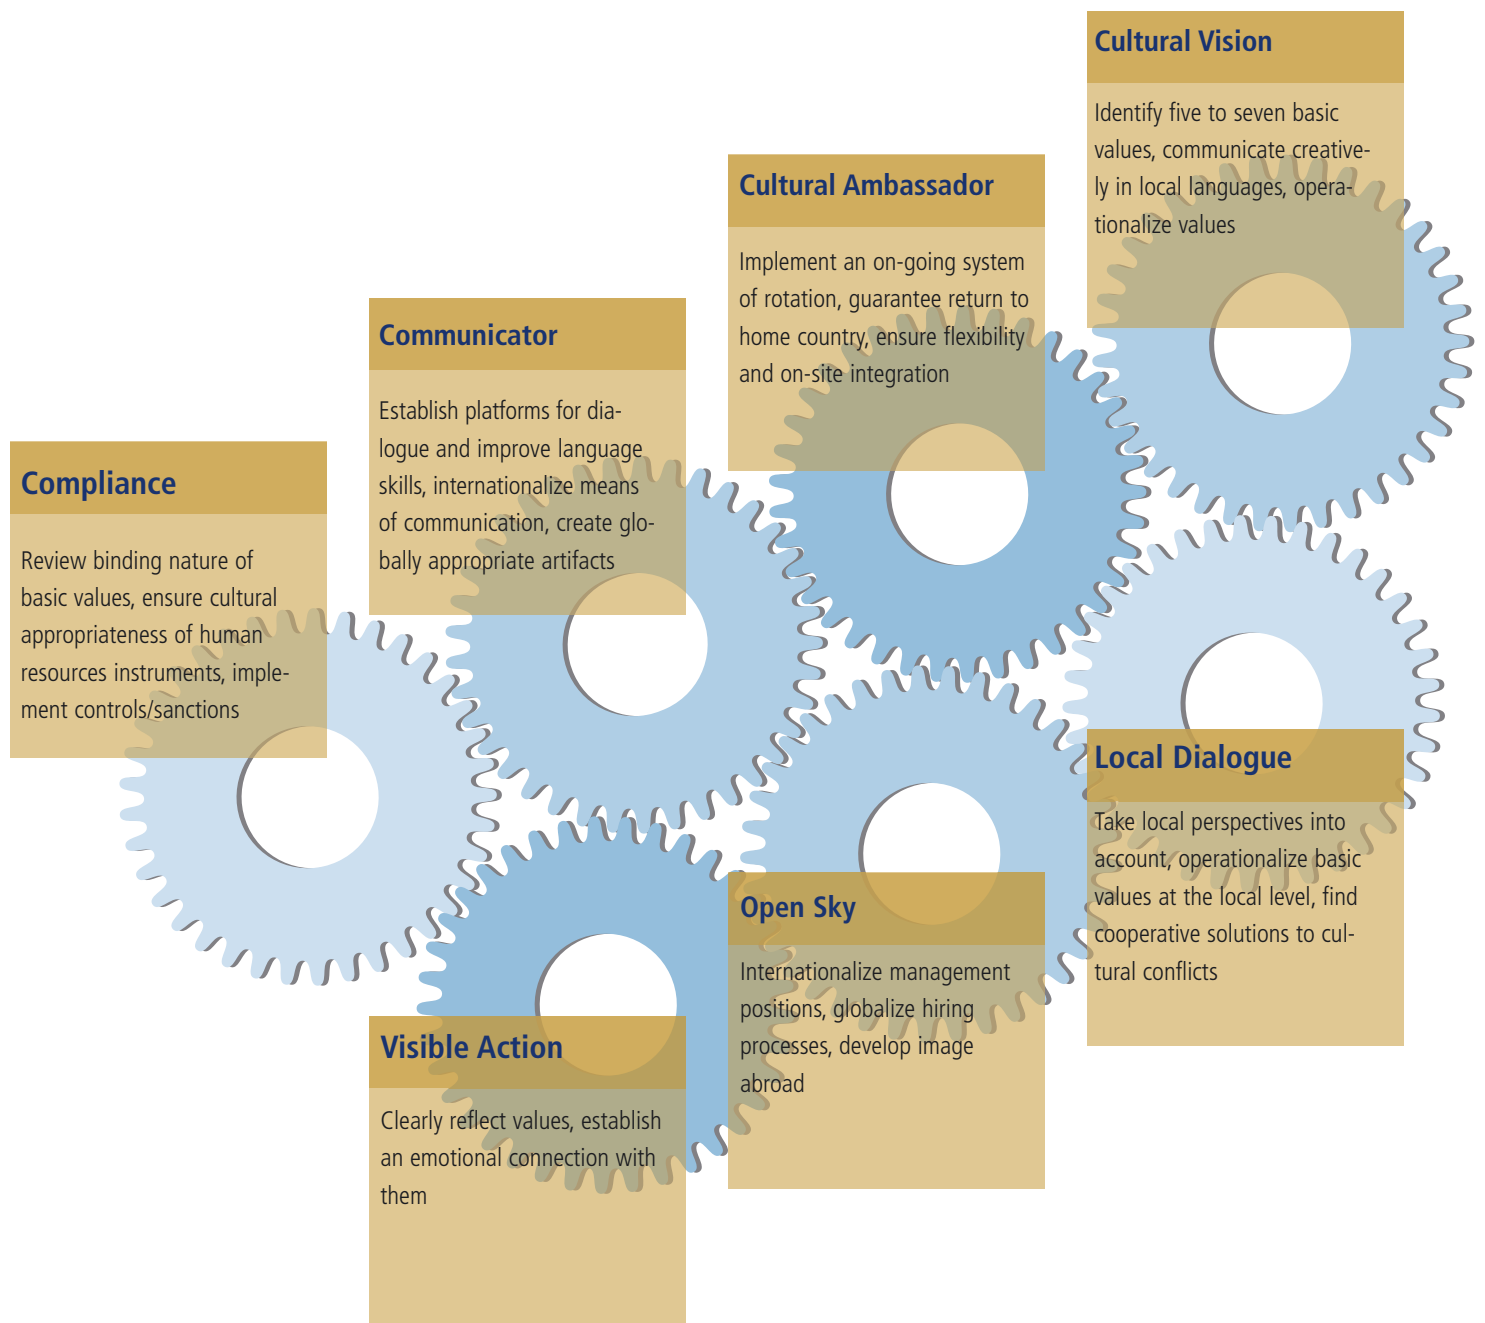 Cultural Vision
Identify five to seven basic
values, communicate creative-
ly in local languages, opera-
tionalize values
Cultural Ambassador
Implement an on-going system
of rotation, guarantee return to
home country, ensure flexibility
and on-site integration
Communicator
Establish platforms for dia-
logue and improve language
skills, internationalize means
of communication, create glo-
bally appropriate artifacts
Compliance
Review binding nature of
basic values, ensure cultural
appropriateness of human
resources instruments, imple-
ment controls/sanctions
Local Dialogue
Take local perspectives into
account, operationalize basic
values at the local level, find
cooperative solutions to cul-
tural conflicts
Open Sky
Internationalize management
positions, globalize hiring
processes, develop image
abroad
Visible Action
Clearly reflect values, establish
an emotional connection with
them